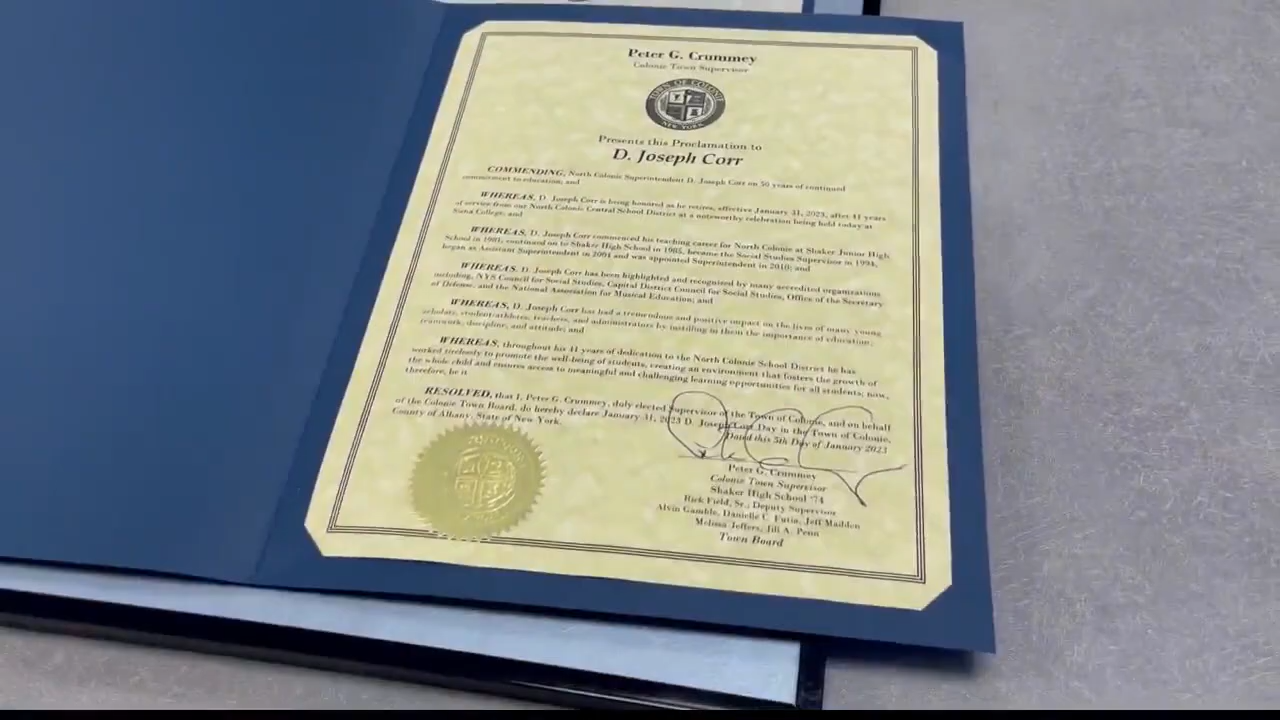 Peter G. Crummey
Colonie Town Supervisor
TOWN OF COLONIE
NEW YORK
Presents this Proclamation to
D. Joseph Corr
COMMENDING, North Colonie Superintendent D. Joseph Corr on 50 years of continued
commitment to education; and
WHEREAS, D. Joseph Corr is being honored as he retires, effective January 31, 2023, after 41 years
of service from our North Colonie Central School District at a noteworthy celebration being held today at
Siena College; and
WHEREAS, D. Joseph Corr commenced his teaching career for North Colonie at Shaker Junior High
School in 1981, continued on to Shaker High School in 1985, became the Social Studies Supervisor in 1994,
began as Assistant Superintendent in 2001 and was appointed Superintendent in 2010; and
WHEREAS, D. Joseph Corr has been highlighted and recognized by many accredited organizations
including, NYS Council for Social Studies, Capital District Council for Social Studies, Office of the Secretary
of Defense, and the National Association for Musical Education; and
WHEREAS, D. Joseph Corr has had a tremendous and positive impact on the lives of many young
scholars, student-athletes, teachers, and administrators by instilling in them the importance of education,
teamwork, discipline, and attitude; and
WHEREAS, throughout his 41 years of dedication to the North Colonie School District he has
worked tirelessly to promote the well-being of students, creating an environment that fosters the growth of
the whole child and ensures access to meaningful and challenging learning opportunities for all students; now,
therefore, be it
RESOLVED, that I, Peter G. Crummey, duly elected Supervisor of the Town of Colonie, and on behalf
of the Colonie Town Board, do hereby declare January 31, 2023 D. Joseph Corr Day in the Town of Colonie,
County of Albany, State of New York.
Dated this 5th Day of January 2023
Peter G. Crummey
Colonie Town Supervisor
Shaker High School '74
Rick Field, Sr., Deputy Supervisor
Alvin Gamble, Danielle C. Futia, Jeff Madden
Melissa Jeffers, Jill A. Penn
Town Board